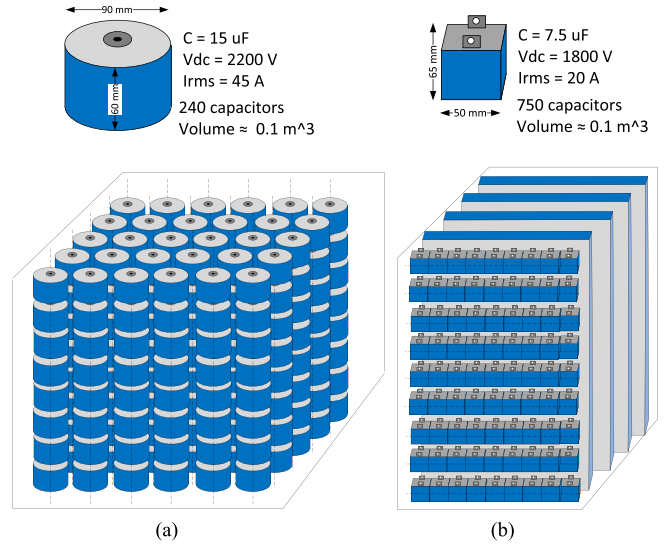 90 mm
C = 15 uF
Vdc = 2200 V
Irms = 45 A
60 mm
240 capacitors
Volume ≈ 0.1 m^3
C = 7.5 uF
Vdc = 1800 V
Irms = 20 A
65 mm
50 mm
750 capacitors
Volume ≈ 0.1 m^3
(a)
(b)